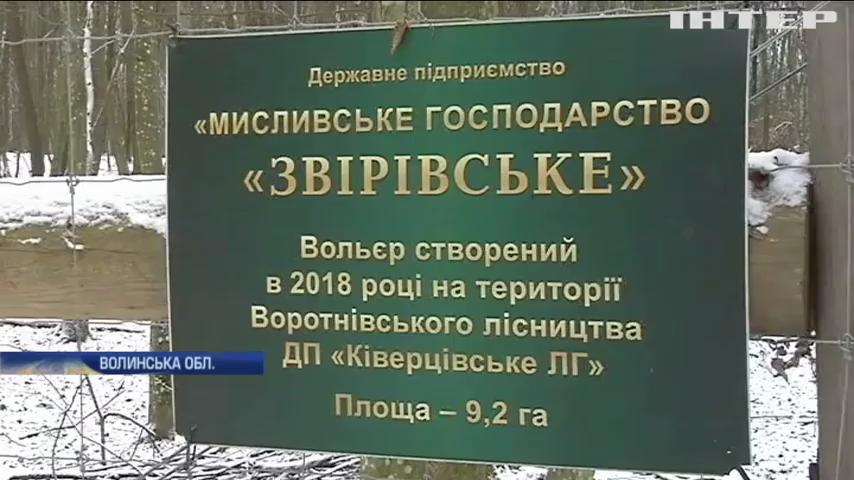 ІНТЕР
Державне підприємство
«МИСЛИВСЬКЕ ГОСПОДАРСТВО
«ЗВІРІВСЬКЕ»
Вольєр створений
в 2018 році на території
Воротнівського лісництва
ДП «Ківерцівське ЛГ»
Площа – 9,2 га
ВОЛИНСЬКА ОБЛ.